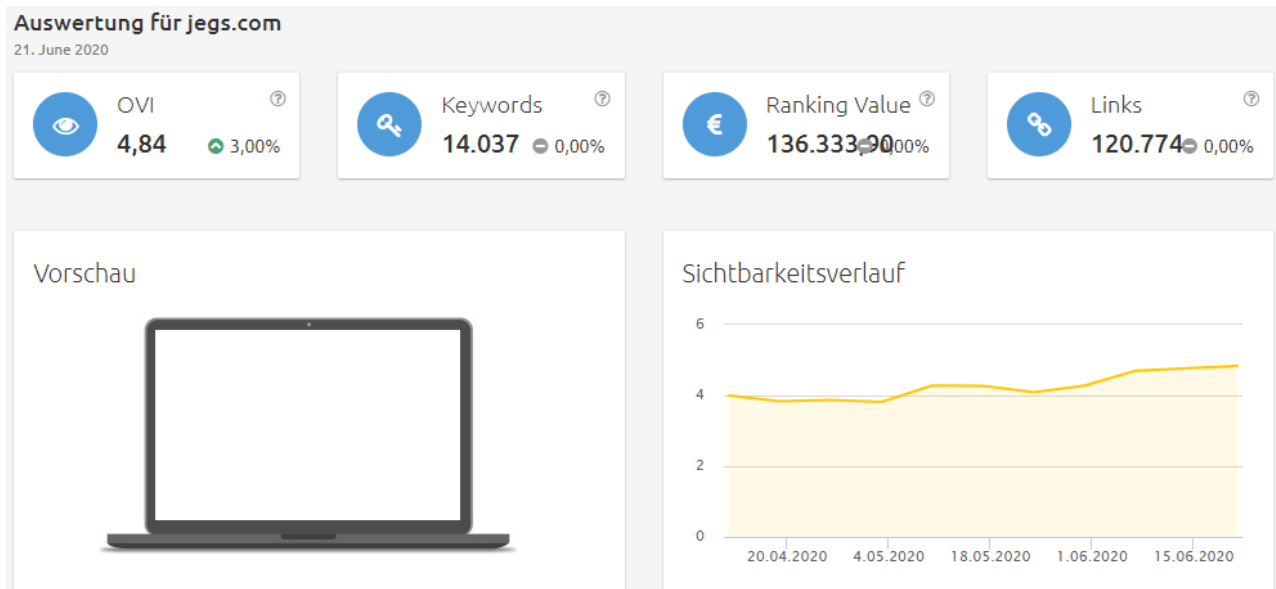 Auswertung für jegs.com
21. June 2020
OVI
4,84 3,00%
Keywords
14.037 0,00%
Ranking Value
136.333,90 0,00%
Links
120.774 0,00%
Vorschau
Sichtbarkeitsverlauf
6
4
2
0
20.04.2020 4.05.2020 18.05.2020 1.06.2020 15.06.2020